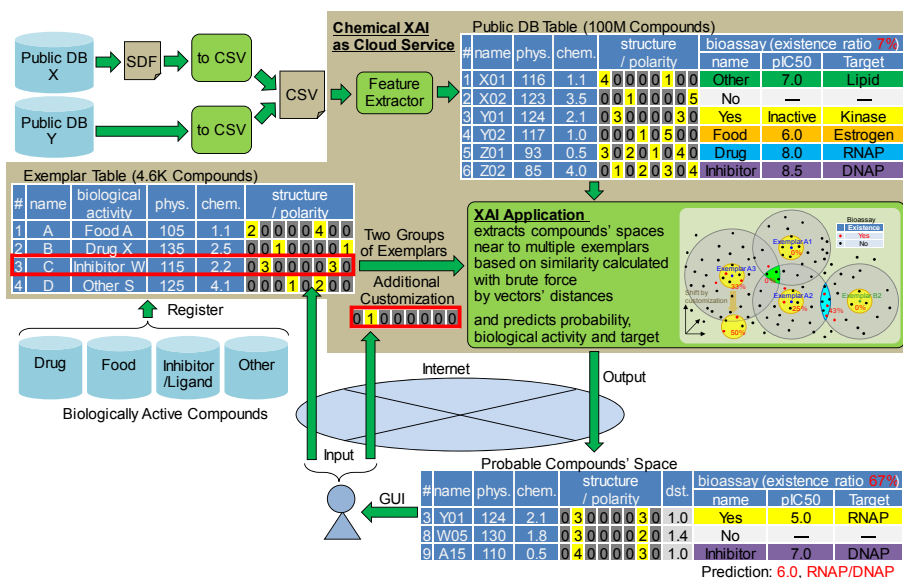 Public DB
X
SDF
to CSV
Public DB
Y
to CSV
CSV
Chemical XAI
as Cloud Service
Feature
Extractor
Public DB Table (100M Compounds)
# name phys. chem. structure / polarity bioassay (existence ratio 7%)
name pIC50 Target
1 X01 116 1.1 4 0 0 0 0 1 0 0 Other 7.0 Lipid
2 X02 123 3.5 0 0 1 0 0 0 0 5 No — —
3 Y01 124 2.1 0 3 0 0 0 0 3 0 Yes Inactive Kinase
4 Y02 117 1.0 0 0 0 1 0 5 0 0 Food 6.0 Estrogen
5 Z01 93 0.5 3 0 2 0 1 0 4 0 Drug 8.0 RNAP
6 Z02 85 4.0 0 1 0 2 0 3 0 4 Inhibitor 8.5 DNAP
Exemplar Table (4.6K Compounds)
# name biological activity phys. chem. structure / polarity
1 A Food A 105 1.1 2 0 0 0 0 4 0 0
2 B Drug X 135 2.5 0 0 1 0 0 0 0 1
3 C Inhibitor W 115 2.2 0 3 0 0 0 0 3 0
4 D Other S 125 4.1 0 0 0 1 0 2 0 0
Two Groups
of Exemplars
Additional
Customization
0 1 0 0 0 0 0 0
XAI Application
extracts compounds' spaces
near to multiple exemplars
based on similarity calculated
with brute force
by vectors' distances
and predicts probability,
biological activity and target
Bioassay
Existence
Yes
No
Exemplar A1
0%
Exemplar A3
33%
0%
Shift by
customization
Exemplar A2
25%
43%
Exemplar B2
0%
50%
Register
Drug
Food
Inhibitor
/Ligand
Other
Biologically Active Compounds
Internet
Output
Input
GUI
Probable Compounds' Space
# name phys. chem. structure / polarity dst. bioassay (existence ratio 67%)
name pIC50 Target
3 Y01 124 2.1 0 3 0 0 0 0 3 0 1.0 Yes 5.0 RNAP
8 W05 130 1.8 0 3 0 0 0 0 2 0 1.4 No — —
9 A15 110 0.5 0 4 0 0 0 0 3 0 1.0 Inhibitor 7.0 DNAP
Prediction: 6.0, RNAP/DNAP